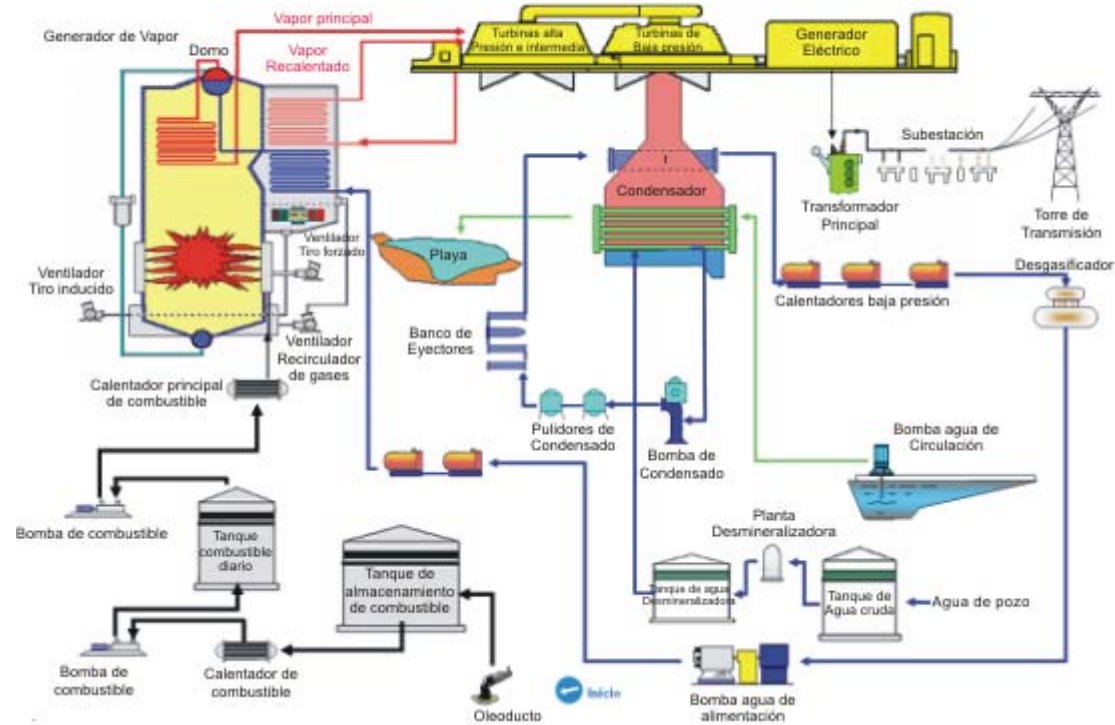 Vapor principal
Generador de Vapor
Domo
Vapor
Recalentado
Turbinas alta
Presión e intermedia
Turbinas de
Baja presión
Generador
Eléctrico
Subestación
Transformador
Principal
Torre de
Transmisión
Condensador
Playa
Ventilador
Tiro forzado
Ventilador
Tiro inducido
Ventilador
Recirculador
de gases
Calentadores baja presión
Desgasificador
Banco de
Eyectores
Calentador principal
de combustible
Pulidores de
Condensado
Bomba de
Condensado
Bomba agua de
Circulación
Bomba de combustible
Tanque
combustible
diario
Tanque de
almacenamiento
de combustible
Planta
Desmineralizadora
Tanque de agua
Desmineralizadora
Tanque de
Agua cruda
Agua de pozo
Bomba de
combustible
Calentador de
combustible
Oleoducto
Inicio
Bomba agua de
alimentación